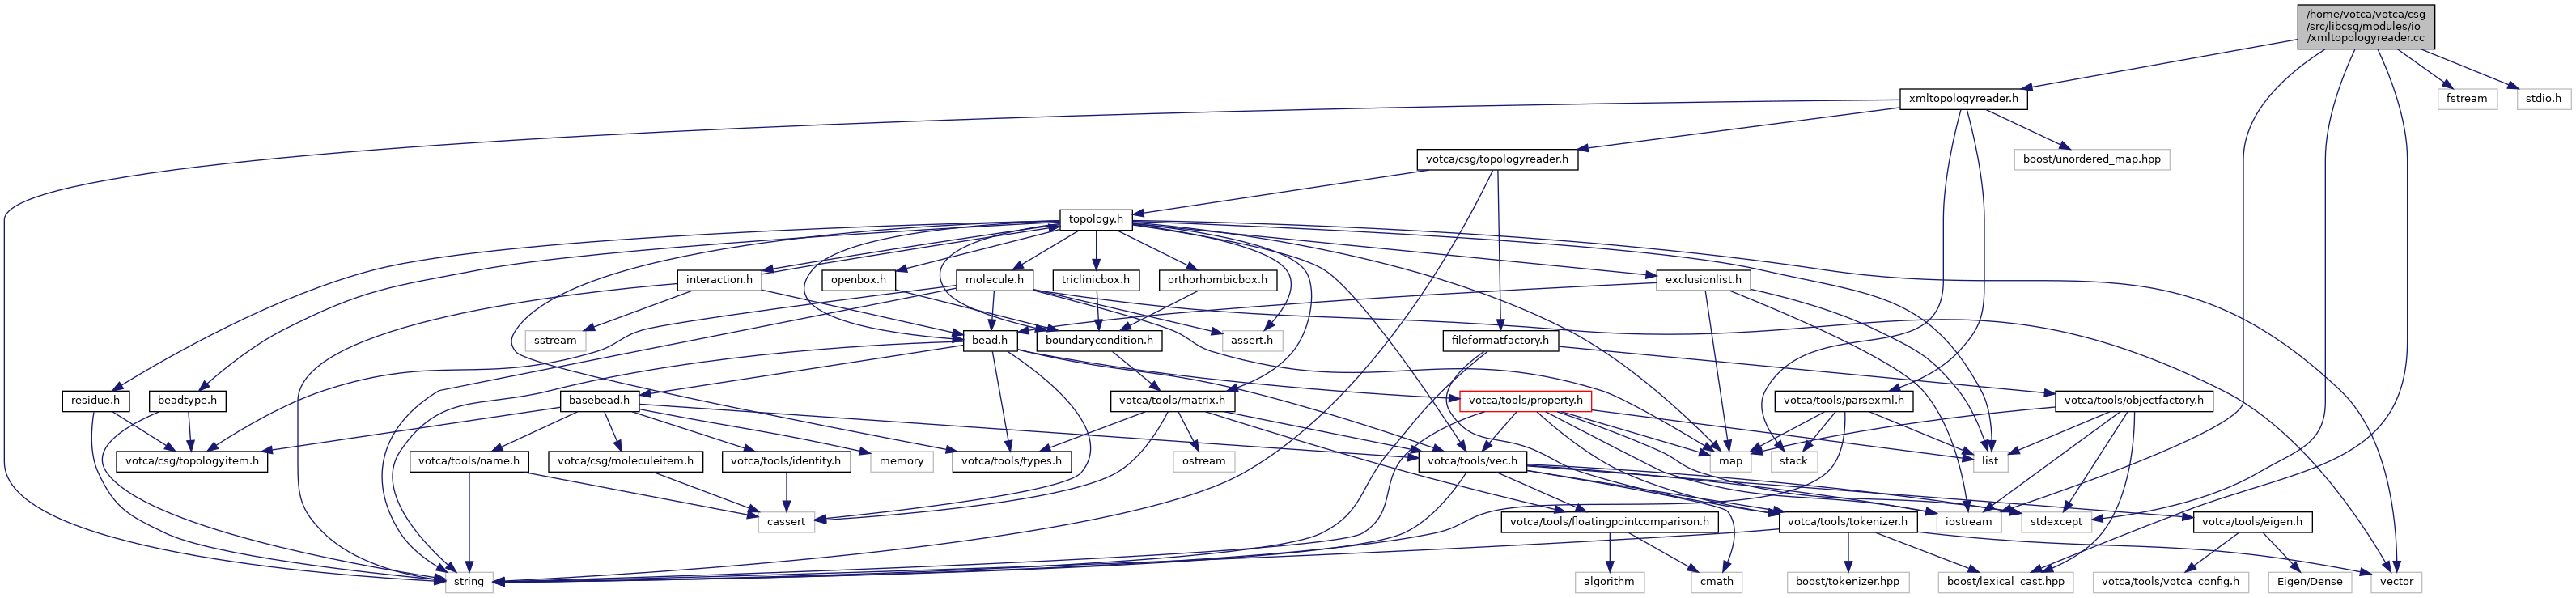 /home/votca/votca/csg
/src/libcsg/modules/io
/xmltopologyreader.cc
xmltopologyreader.h
fstream
stdio.h
votca/csg/topologyreader.h
boost/unordered_map.hpp
topology.h
interaction.h
openbox.h
molecule.h
triclinicbox.h
orthorhombicbox.h
exclusionlist.h
sstream
bead.h
boundarycondition.h
assert.h
fileformatfactory.h
residue.h
beadtype.h
basebead.h
votca/tools/matrix.h
votca/tools/property.h
votca/tools/parsexml.h
votca/tools/objectfactory.h
votca/csg/topologyitem.h
votca/tools/name.h
votca/csg/moleculeitem.h
votca/tools/identity.h
memory
votca/tools/types.h
ostream
votca/tools/vec.h
map
stack
list
cassert
votca/tools/floatingpointcomparison.h
votca/tools/tokenizer.h
iostream
stdexcept
votca/tools/eigen.h
string
algorithm
cmath
boost/tokenizer.hpp
boost/lexical_cast.hpp
votca/tools/votca_config.h
Eigen/Dense
vector